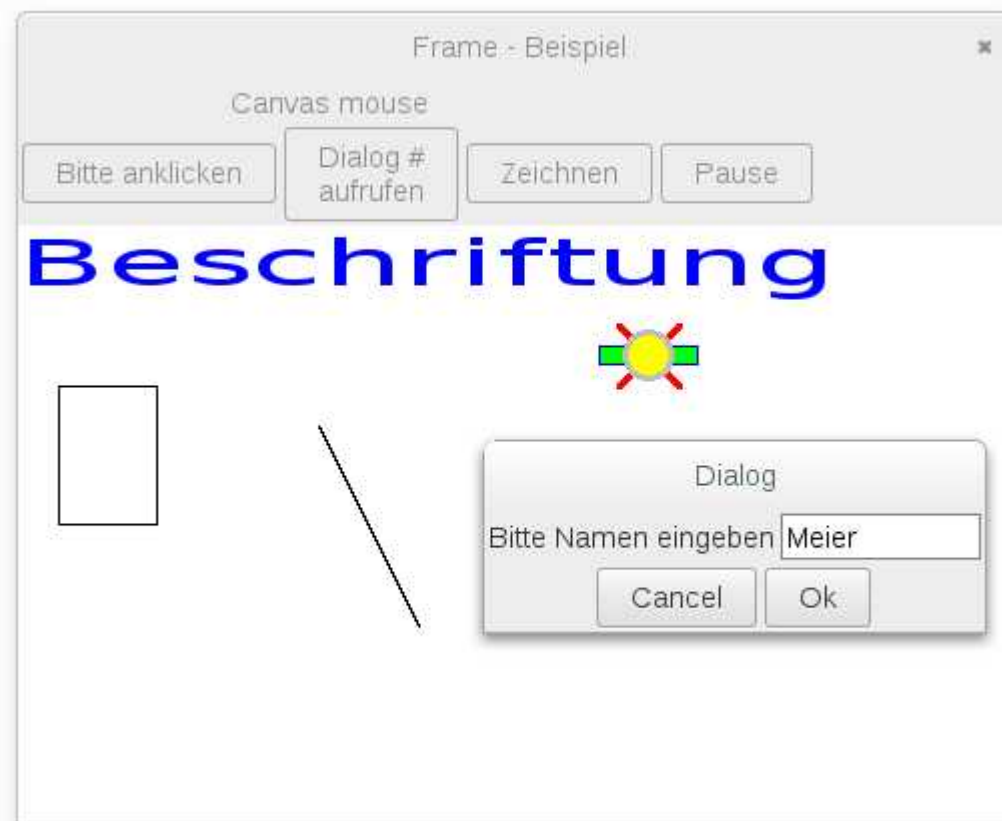 Frame - Beispiel
Canvas mouse
Bitte anklicken
Dialog #
aufrufen
Zeichnen
Pause
Beschriftung
Dialog
Bitte Namen eingeben Meier
Cancel Ok